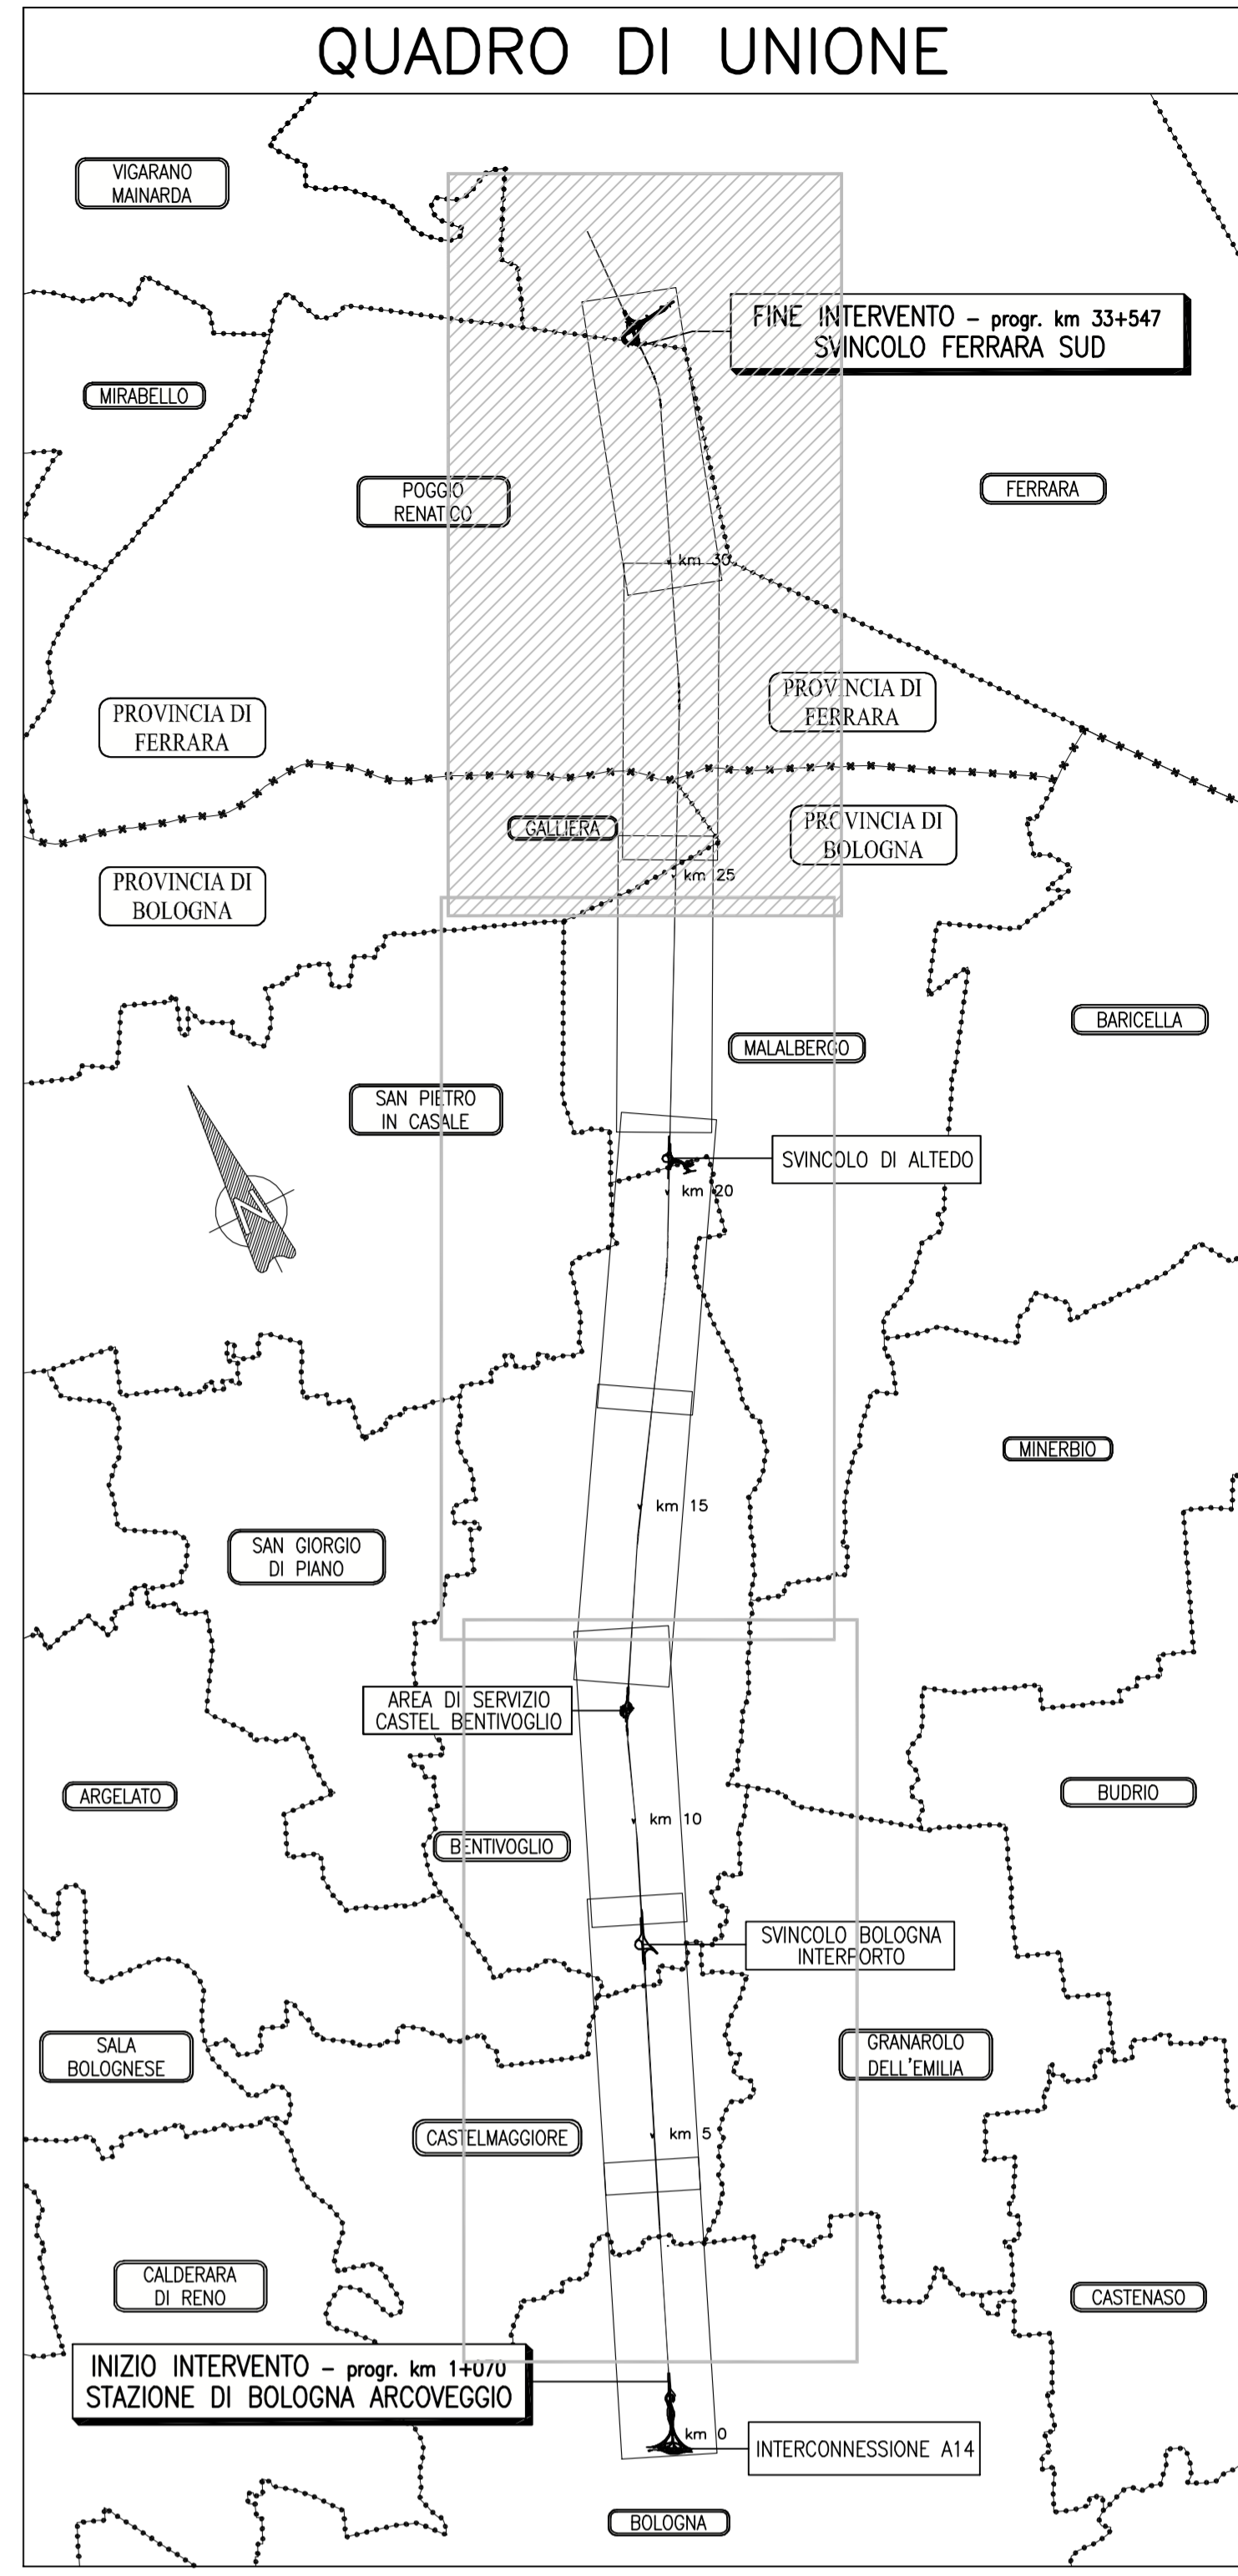 QUADRO DI UNIONE
VIGARANO
MAINARDA
FINE INTERVENTO – progr. km 33+547
SVINCOLO FERRARA SUD
MIRABELLO
POGGIO
RENATICO
FERRARA
km 30
PROVINCIA DI
FERRARA
PROVINCIA DI
FERRARA
GALLIERA
PROVINCIA DI
BOLOGNA
PROVINCIA DI
BOLOGNA
km 25
BARICELLA
MALALBERGO
SAN PIETRO
IN CASALE
SVINCOLO DI ALTEDO
km 20
N
MINERBIO
km 15
SAN GIORGIO
DI PIANO
AREA DI SERVIZIO
CASTEL BENTIVOGLIO
ARGELATO
BUDRIO
km 10
BENTIVOGLIO
SVINCOLO BOLOGNA
INTERPORTO
SALA
BOLOGNESE
GRANAROLO
DELL'EMILIA
CASTELMAGGIORE
km 5
CALDERARA
DI RENO
CASTENASO
INIZIO INTERVENTO – progr. km 1+070
STAZIONE DI BOLOGNA ARCOVEGGIO
km 0
INTERCONNESSIONE A14
BOLOGNA